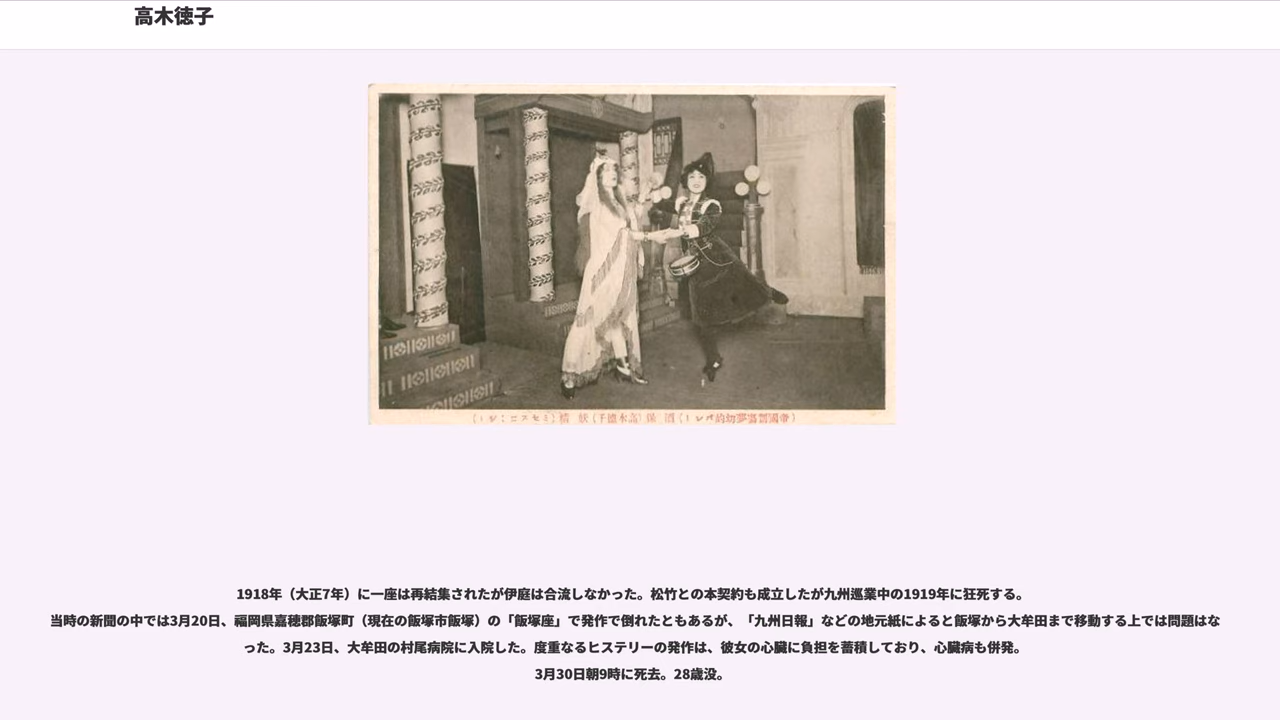 高木徳子
1918年（大正7年）に一座は再結集されたが伊庭は合流しなかった。松竹との本契約も成立したが九州巡業中の1919年に狂死する。
当時の新聞の中では3月20日、福岡県嘉穂郡飯塚町（現在の飯塚市飯塚）の「飯塚座」で発作で倒れたともあるが、「九州日報」などの地元紙によると飯塚から大牟田まで移動する上では問題はな
った。3月23日、大牟田の村尾病院に入院した。度重なるヒステリーの発作は、彼女の心臓に負担を蓄積しており、心臓病も併発。
3月30日朝9時に死去。28歳没。